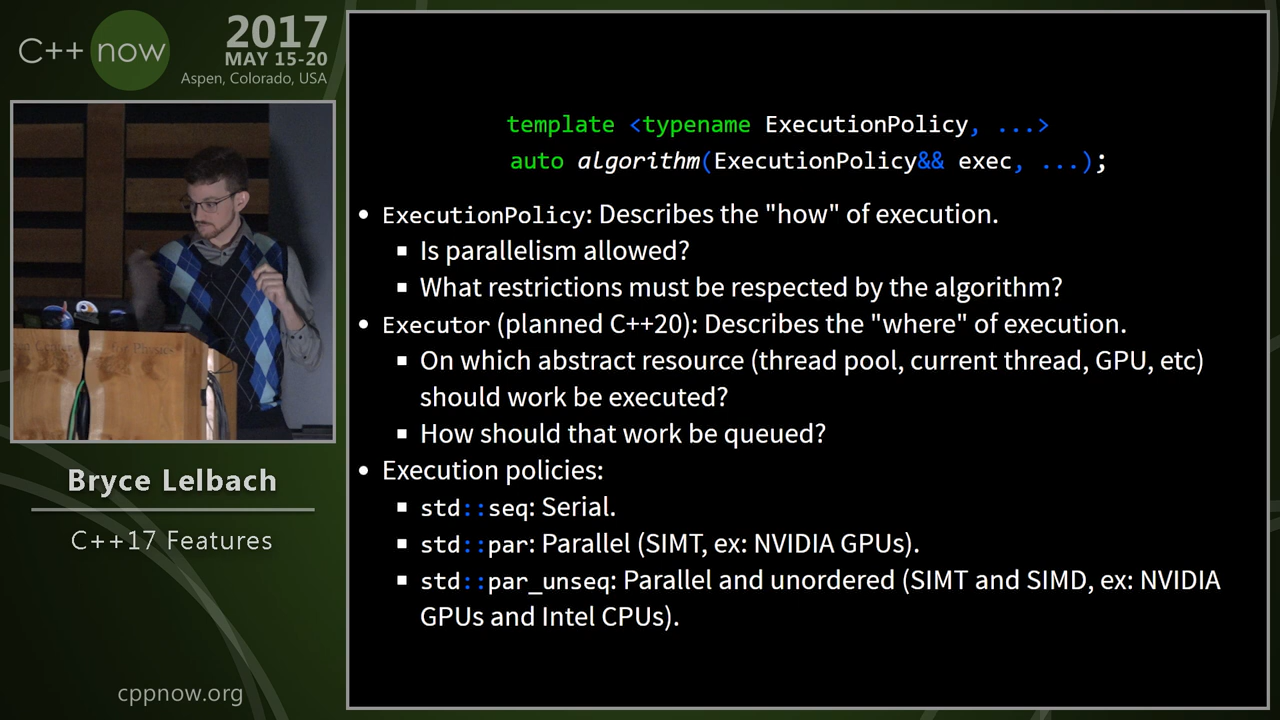 C++ now
2017
MAY 15-20
Aspen, Colorado, USA
Bryce Lelbach
C++17 Features
cppnow.org
template <typename ExecutionPolicy, ...>
auto algorithm(ExecutionPolicy&& exec, ...);
• ExecutionPolicy: Describes the "how" of execution.
▪ Is parallelism allowed?
▪ What restrictions must be respected by the algorithm?
• Executor (planned C++20): Describes the "where" of execution.
▪ On which abstract resource (thread pool, current thread, GPU, etc)
should work be executed?
▪ How should that work be queued?
• Execution policies:
▪ std::seq: Serial.
▪ std::par: Parallel (SIMT, ex: NVIDIA GPUs).
▪ std::par_unseq: Parallel and unordered (SIMT and SIMD, ex: NVIDIA
GPUs and Intel CPUs).